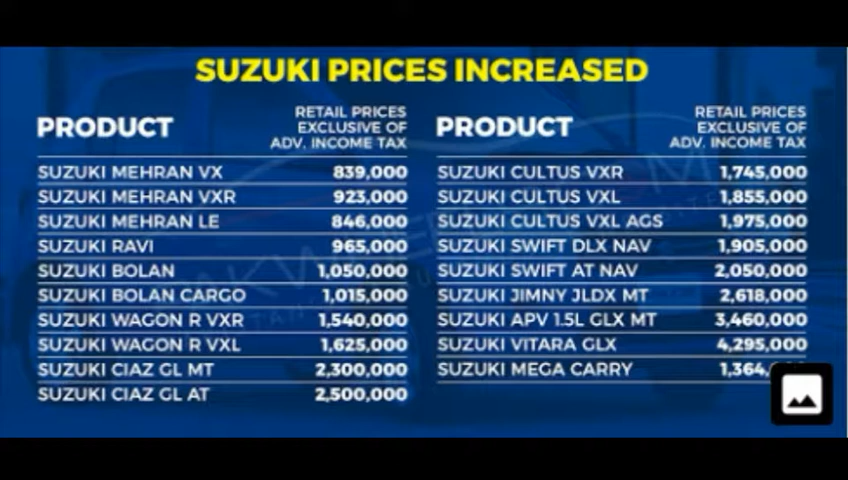 SUZUKI PRICES INCREASED
PRODUCT
RETAIL PRICES
EXCLUSIVE OF
ADV. INCOME TAX
SUZUKI MEHRAN VX 839,000
SUZUKI MEHRAN VXR 923,000
SUZUKI MEHRAN LE 846,000
SUZUKI RAVI 965,000
SUZUKI BOLAN 1,050,000
SUZUKI BOLAN CARGO 1,015,000
SUZUKI WAGON R VXR 1,540,000
SUZUKI WAGON R VXL 1,625,000
SUZUKI CIAZ GL MT 2,300,000
SUZUKI CIAZ GL AT 2,500,000
PRODUCT
RETAIL PRICES
EXCLUSIVE OF
ADV. INCOME TAX
SUZUKI CULTUS VXR 1,745,000
SUZUKI CULTUS VXL 1,855,000
SUZUKI CULTUS VXL AGS 1,975,000
SUZUKI SWIFT DLX NAV 1,905,000
SUZUKI SWIFT AT NAV 2,050,000
SUZUKI JIMNY JLDX MT 2,618,000
SUZUKI APV 1.5L GLX MT 3,460,000
SUZUKI VITARA GLX 4,295,000
SUZUKI MEGA CARRY 1,364,